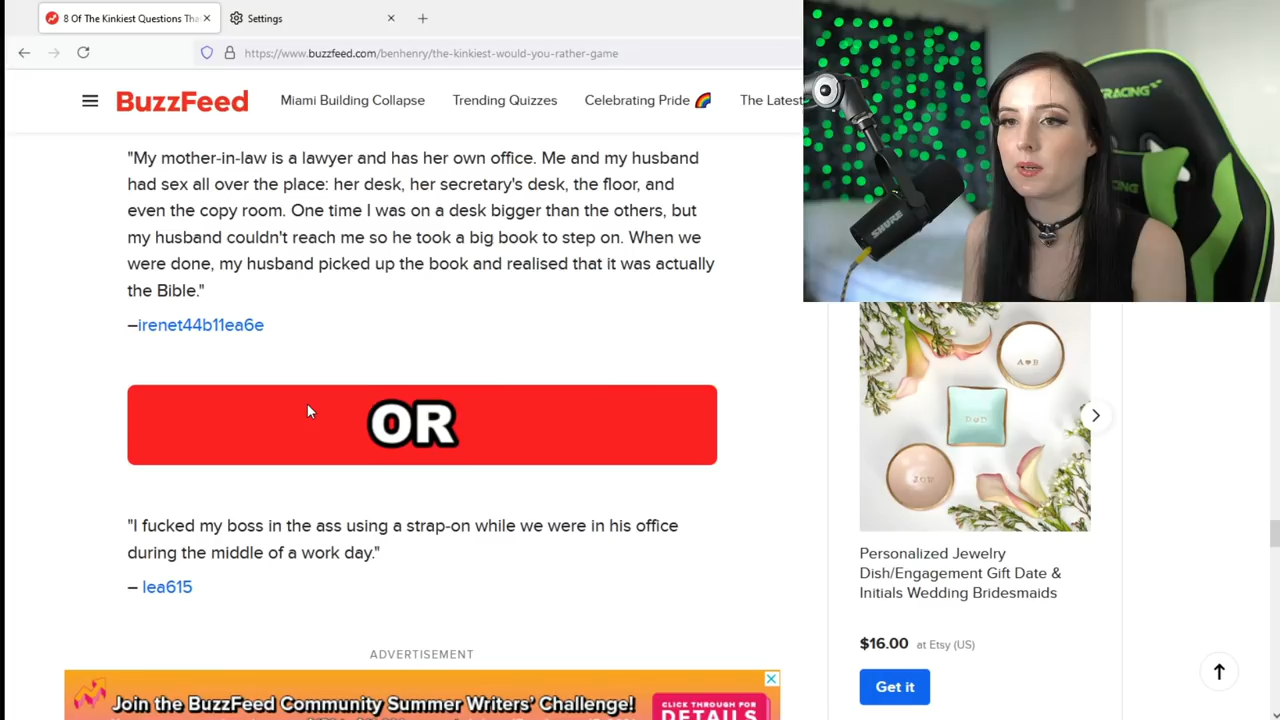 8 Of The Kinkiest Questions Tha
Settings
https://www.buzzfeed.com/benhenry/the-kinkiest-would-you-rather-game
BuzzFeed
Miami Building Collapse
Trending Quizzes
Celebrating Pride 🌈
The Latest
RACING
CING
SHURE
"My mother-in-law is a lawyer and has her own office. Me and my husband
had sex all over the place: her desk, her secretary's desk, the floor, and
even the copy room. One time I was on a desk bigger than the others, but
my husband couldn't reach me so he took a big book to step on. When we
were done, my husband picked up the book and realised that it was actually
the Bible."
–irenet44b11ea6e
OR
"I fucked my boss in the ass using a strap-on while we were in his office
during the middle of a work day."
– lea615
ADVERTISEMENT
Join the BuzzFeed Community Summer Writers' Challenge!
CLICK THROUGH FOR
DETAILS
A♥B
Personalized Jewelry
Dish/Engagement Gift Date &
Initials Wedding Bridesmaids
$16.00 at Etsy (US)
Get it